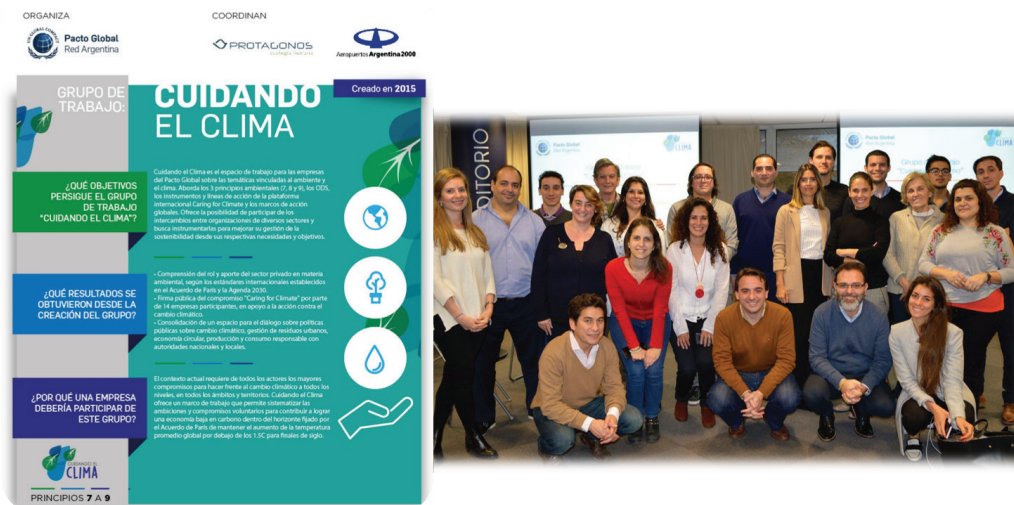 ORGANIZA
COORDINAN
Pacto Global
Red Argentina
PROTAGONOS
Aeropuertos Argentina 2000
Creado en 2015
GRUPO DE
TRABAJO:
CUIDANDO
EL CLIMA
¿QUÉ OBJETIVOS
PERSIGUE EL GRUPO
DE TRABAJO
"CUIDANDO EL CLIMA"?
Cuidando el Clima es el espacio de trabajo para las empresas
del Pacto Global sobre las temáticas vinculadas al ambiente y
el clima. Aborda los 3 principios ambientales (7, 8 y 9), los ODS,
los instrumentos y líneas de acción de la plataforma
internacional Caring for Climate y los marcos de acción
globales. Ofrece la posibilidad de participar de los
intercambios entre organizaciones de diversos sectores y
busca instrumentarlas para mejorar su gestión de la
sostenibilidad desde sus respectivas necesidades y objetivos.
¿QUÉ RESULTADOS SE
OBTUVIERON DESDE LA
CREACIÓN DEL GRUPO?
• Comprensión del rol y aporte del sector privado en materia
ambiental, según los estándares internacionales establecidos
en el Acuerdo de París y la Agenda 2030.
• Firma pública del compromiso "Caring for Climate" por parte
de 14 empresas participantes, en apoyo a la acción contra el
cambio climático.
• Consolidación de un espacio para el diálogo sobre políticas
públicas sobre cambio climático, gestión de residuos urbanos,
economía circular, producción y consumo responsable con
autoridades nacionales y locales.
¿POR QUÉ UNA EMPRESA
DEBERÍA PARTICIPAR DE
ESTE GRUPO?
El contexto actual requiere de todos los actores los mayores
compromisos para hacer frente al cambio climático a todos los
niveles, en todos los ámbitos y territorios. Cuidando el Clima
ofrece un marco de trabajo que permite sistematizar las
ambiciones y compromisos voluntarios para contribuir a lograr
una economía baja en carbono dentro del horizonte fijado por
el Acuerdo de París de mantener el aumento de la temperatura
promedio global por debajo de los 1.5C para finales de siglo.
CUIDANDO EL
CLIMA
PRINCIPIOS 7 A 9
DITORIO
Pacto Global
Red Argentina
CLIMA
Pacto Global
Red Argentina
CLIMA
Grupo